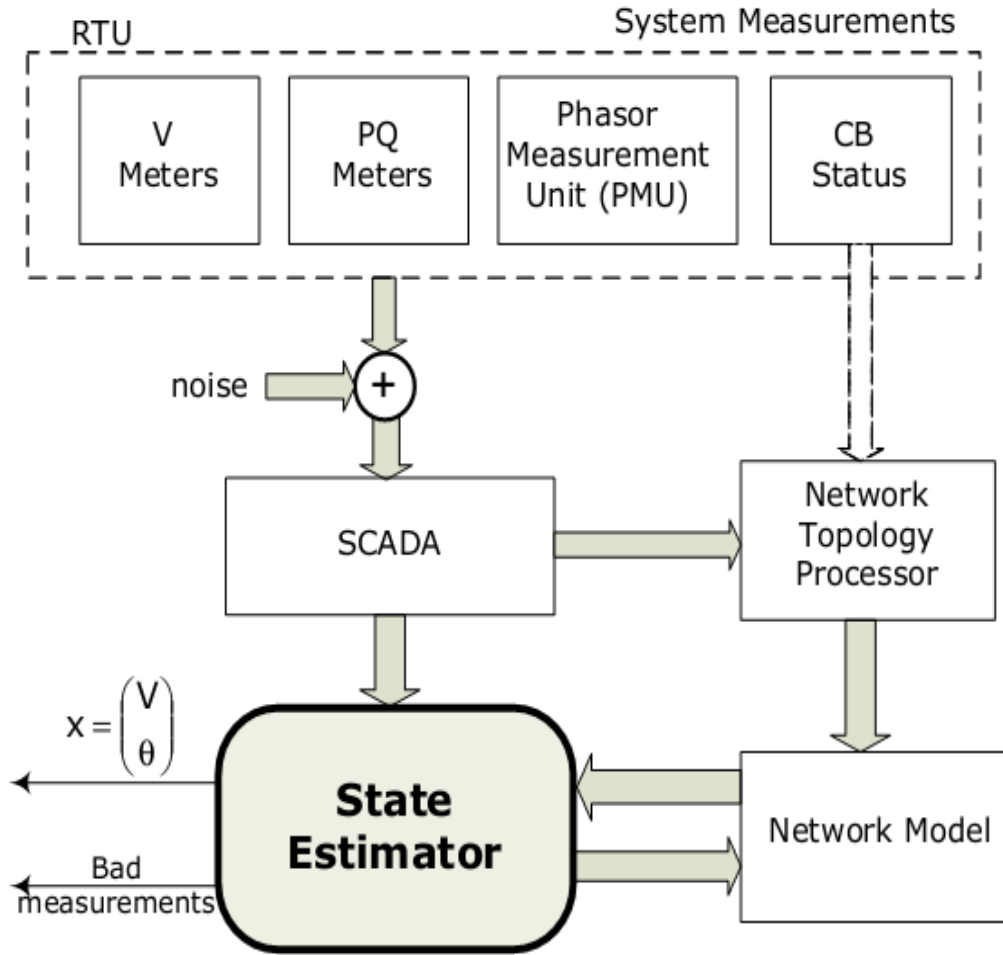 RTU
System Measurements
V
Meters
PQ
Meters
Phasor
Measurement
Unit (PMU)
CB
Status
noise
+
SCADA
Network
Topology
Processor
x = (V
θ)
State
Estimator
Network Model
Bad
measurements